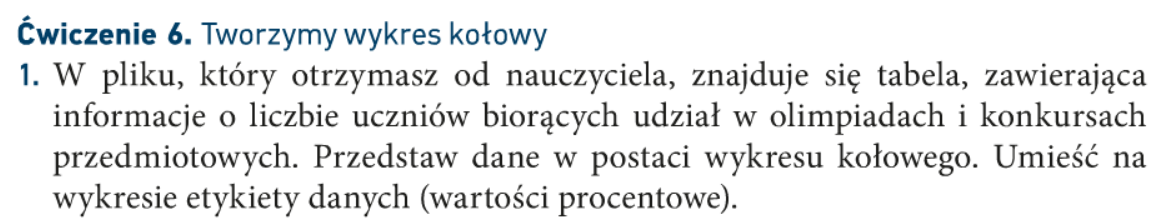 Ćwiczenie 6. Tworzymy wykres kołowy
1. W pliku, który otrzymasz od nauczyciela, znajduje się tabela, zawierająca
informacje o liczbie uczniów biorących udział w olimpiadach i konkursach
przedmiotowych. Przedstaw dane w postaci wykresu kołowego. Umieść na
wykresie etykiety danych (wartości procentowe).